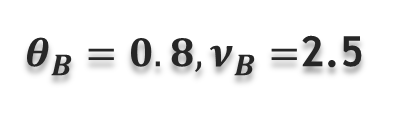 θ_B = 0.8, ν_B =2.5